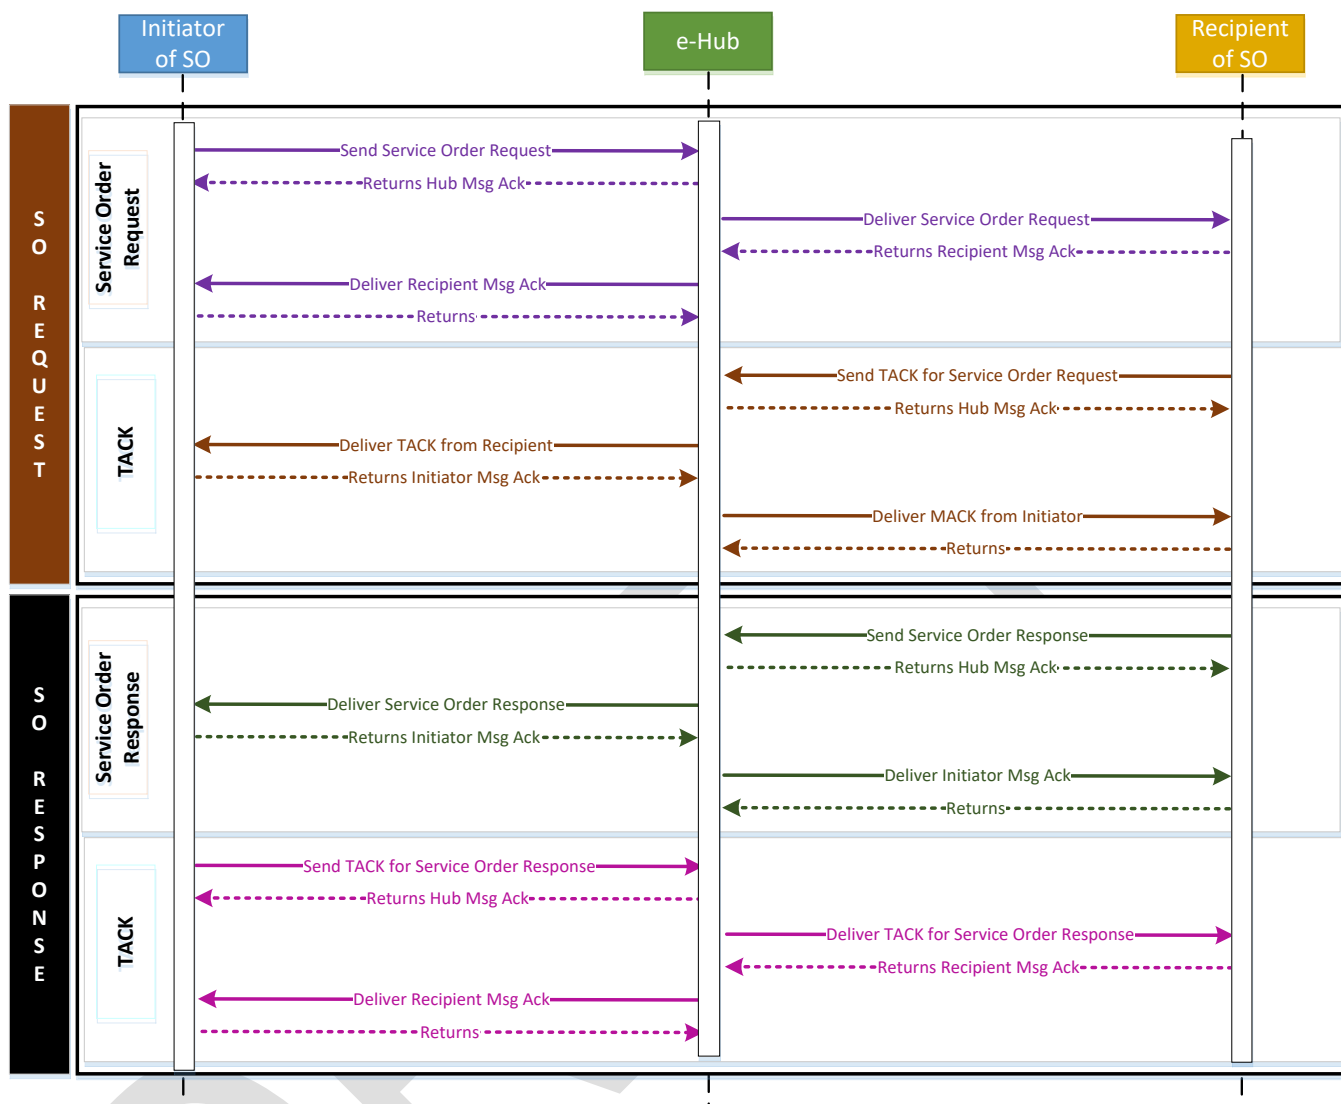 Initiator
of SO
e-Hub
Recipient
of SO
SO REQUEST
Service Order
Request
Send Service Order Request
Returns Hub Msg Ack
Deliver Service Order Request
Returns Recipient Msg Ack
Deliver Recipient Msg Ack
Returns
TACK
Send TACK for Service Order Request
Returns Hub Msg Ack
Deliver TACK from Recipient
Returns Initiator Msg Ack
Deliver MACK from Initiator
Returns
SO RESPONSE
Service Order
Response
Send Service Order Response
Returns Hub Msg Ack
Deliver Service Order Response
Returns Initiator Msg Ack
Deliver Initiator Msg Ack
Returns
TACK
Send TACK for Service Order Response
Returns Hub Msg Ack
Deliver TACK for Service Order Response
Returns Recipient Msg Ack
Deliver Recipient Msg Ack
Returns